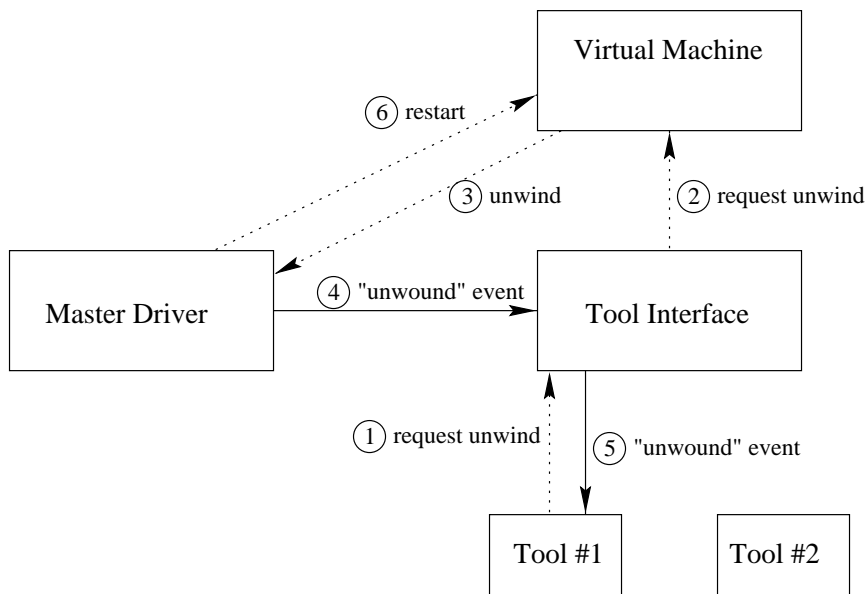 Virtual Machine
6 restart
3 unwind
2 request unwind
Master Driver
4 "unwound" event
Tool Interface
1 request unwind
5 "unwound" event
Tool #1
Tool #2